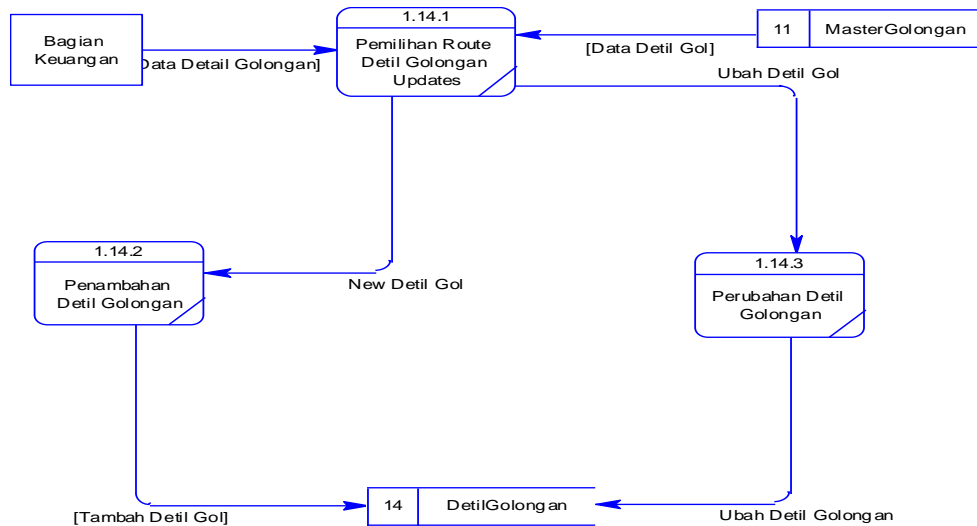 1.14.1
Pemilihan Route
Detil Golongan
Updates
Bagian
Keuangan
Data Detail Golongan]
11 MasterGolongan
[Data Detil Gol]
Ubah Detil Gol
1.14.2
Penambahan
Detil Golongan
New Detil Gol
1.14.3
Perubahan Detil
Golongan
[Tambah Detil Gol]
14 DetilGolongan
Ubah Detil Golongan